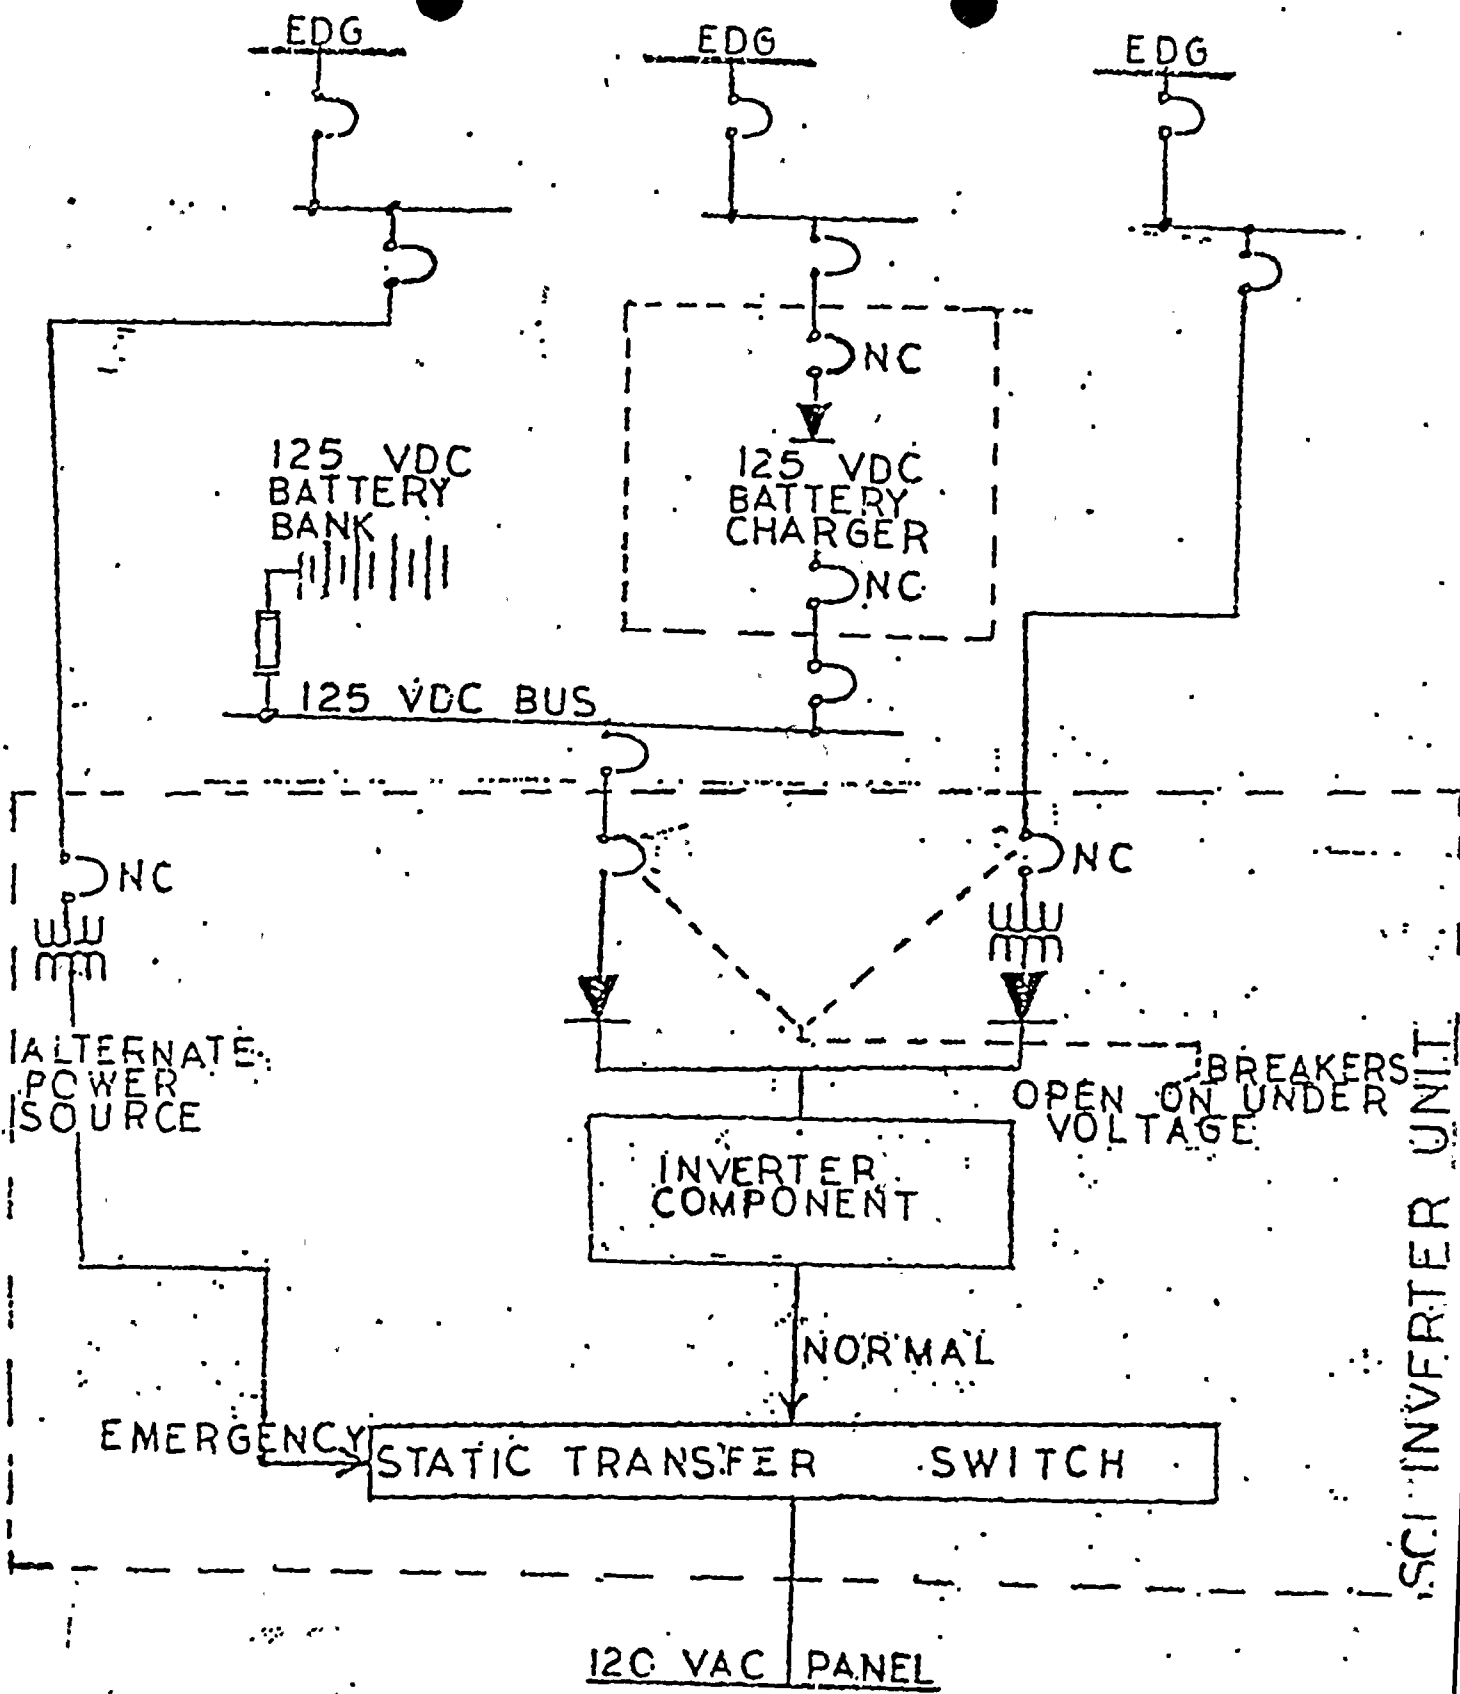 EDG
EDG
EDG
NC
125 VDC
BATTERY
BANK
125 VDC
BATTERY
CHARGER
NC
125 VDC BUS
NC
NC
ALTERNATE
POWER
SOURCE
BREAKERS
OPEN ON UNDER
VOLTAGE
INVERTER
COMPONENT
NORMAL
EMERGENCY
STATIC TRANSFER SWITCH
SCI INVERTER UNIT
120 VAC PANEL